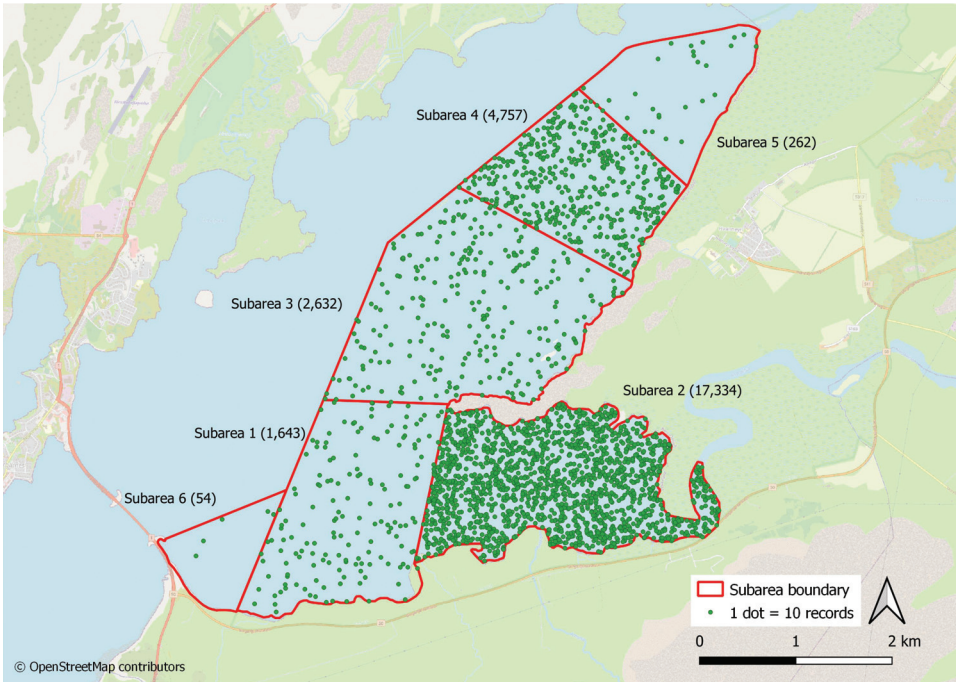 Subarea 4 (4,757)
Subarea 5 (262)
Subarea 3 (2,632)
Subarea 2 (17,334)
Subarea 1 (1,643)
Subarea 6 (54)
Subarea boundary
1 dot = 10 records
0 1 2 km
© OpenStreetMap contributors